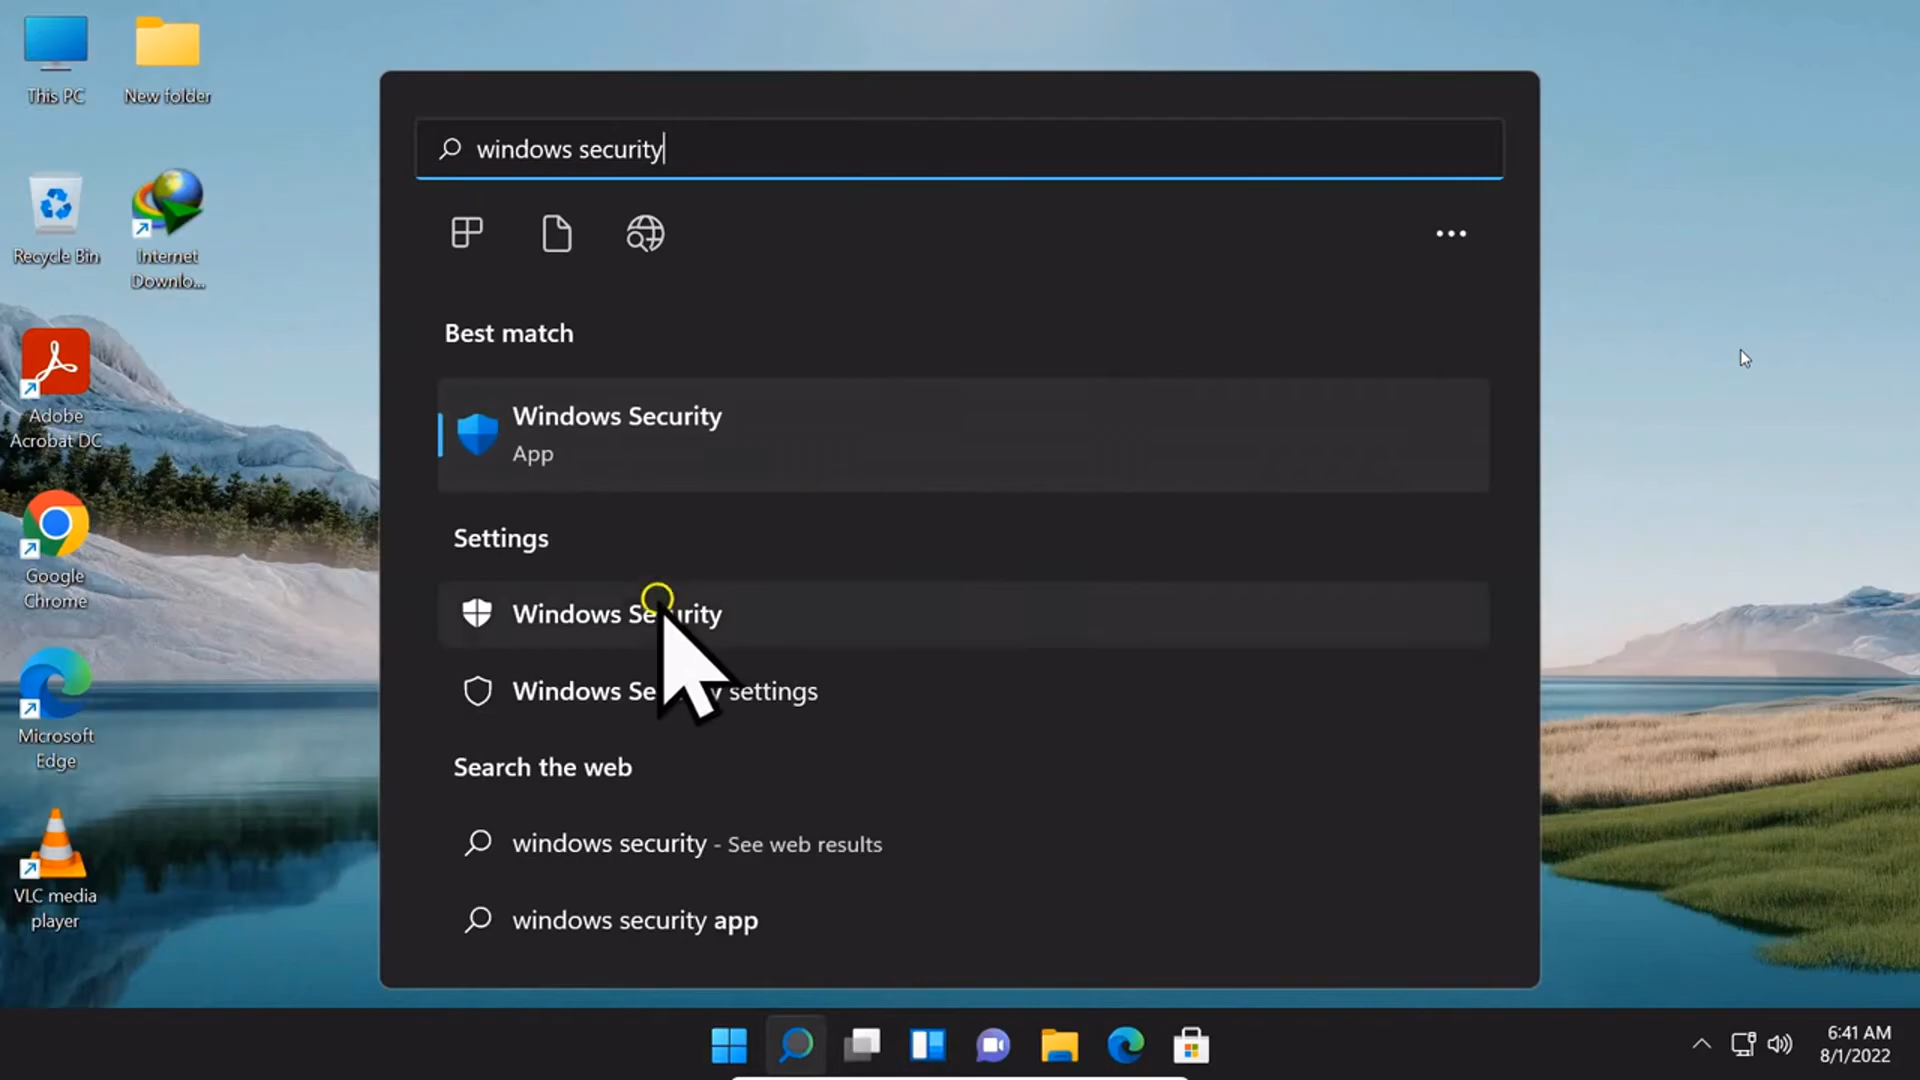 This PC
New folder
Recycle Bin
Internet
Downlo...
Adobe
Acrobat DC
Google
Chrome
Microsoft
Edge
VLC media
player
windows security
Best match
Windows Security
App
Settings
Windows Security
Windows Se y settings
Search the web
windows security - See web results
windows security app
6:41 AM
8/1/2022